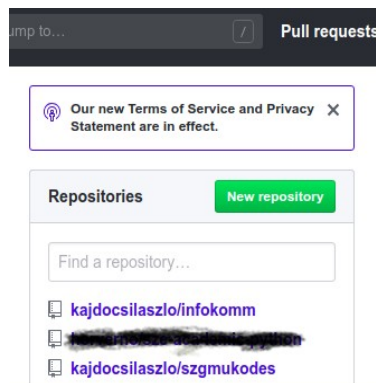 ump to...
/
Pull requests
Our new Terms of Service and Privacy
Statement are in effect.
Repositories
New repository
Find a repository...
kajdocsilaszlo/infokomm
kajdocsilaszlo/szgmukodes